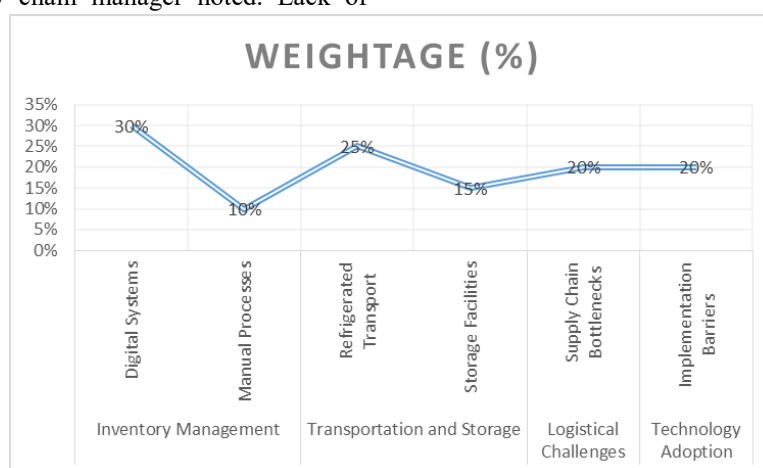 chain manager noted. Lack of
WEIGHTAGE (%)
35%
30%
25%
20%
15%
10%
5%
0%
30%
10%
25%
15%
20%
20%
Digital Systems
Manual Processes
Refrigerated
Transport
Storage Facilities
Supply Chain
Bottlenecks
Implementation
Barriers
Inventory Management
Transportation and Storage
Logistical
Challenges
Technology
Adoption